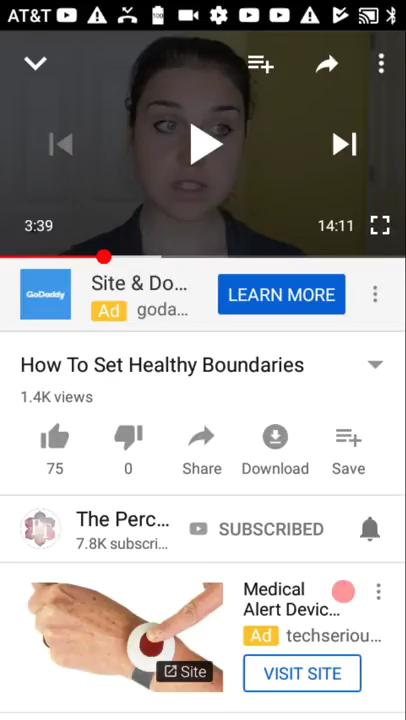 AT&T
100
3:39
14:11
GoDaddy
Site & Do...
Ad goda...
LEARN MORE
How To Set Healthy Boundaries
1.4K views
75
0
Share
Download
Save
The Perc...
7.8K subscri...
SUBSCRIBED
Medical
Alert Devic...
Ad techseriou...
Site
VISIT SITE